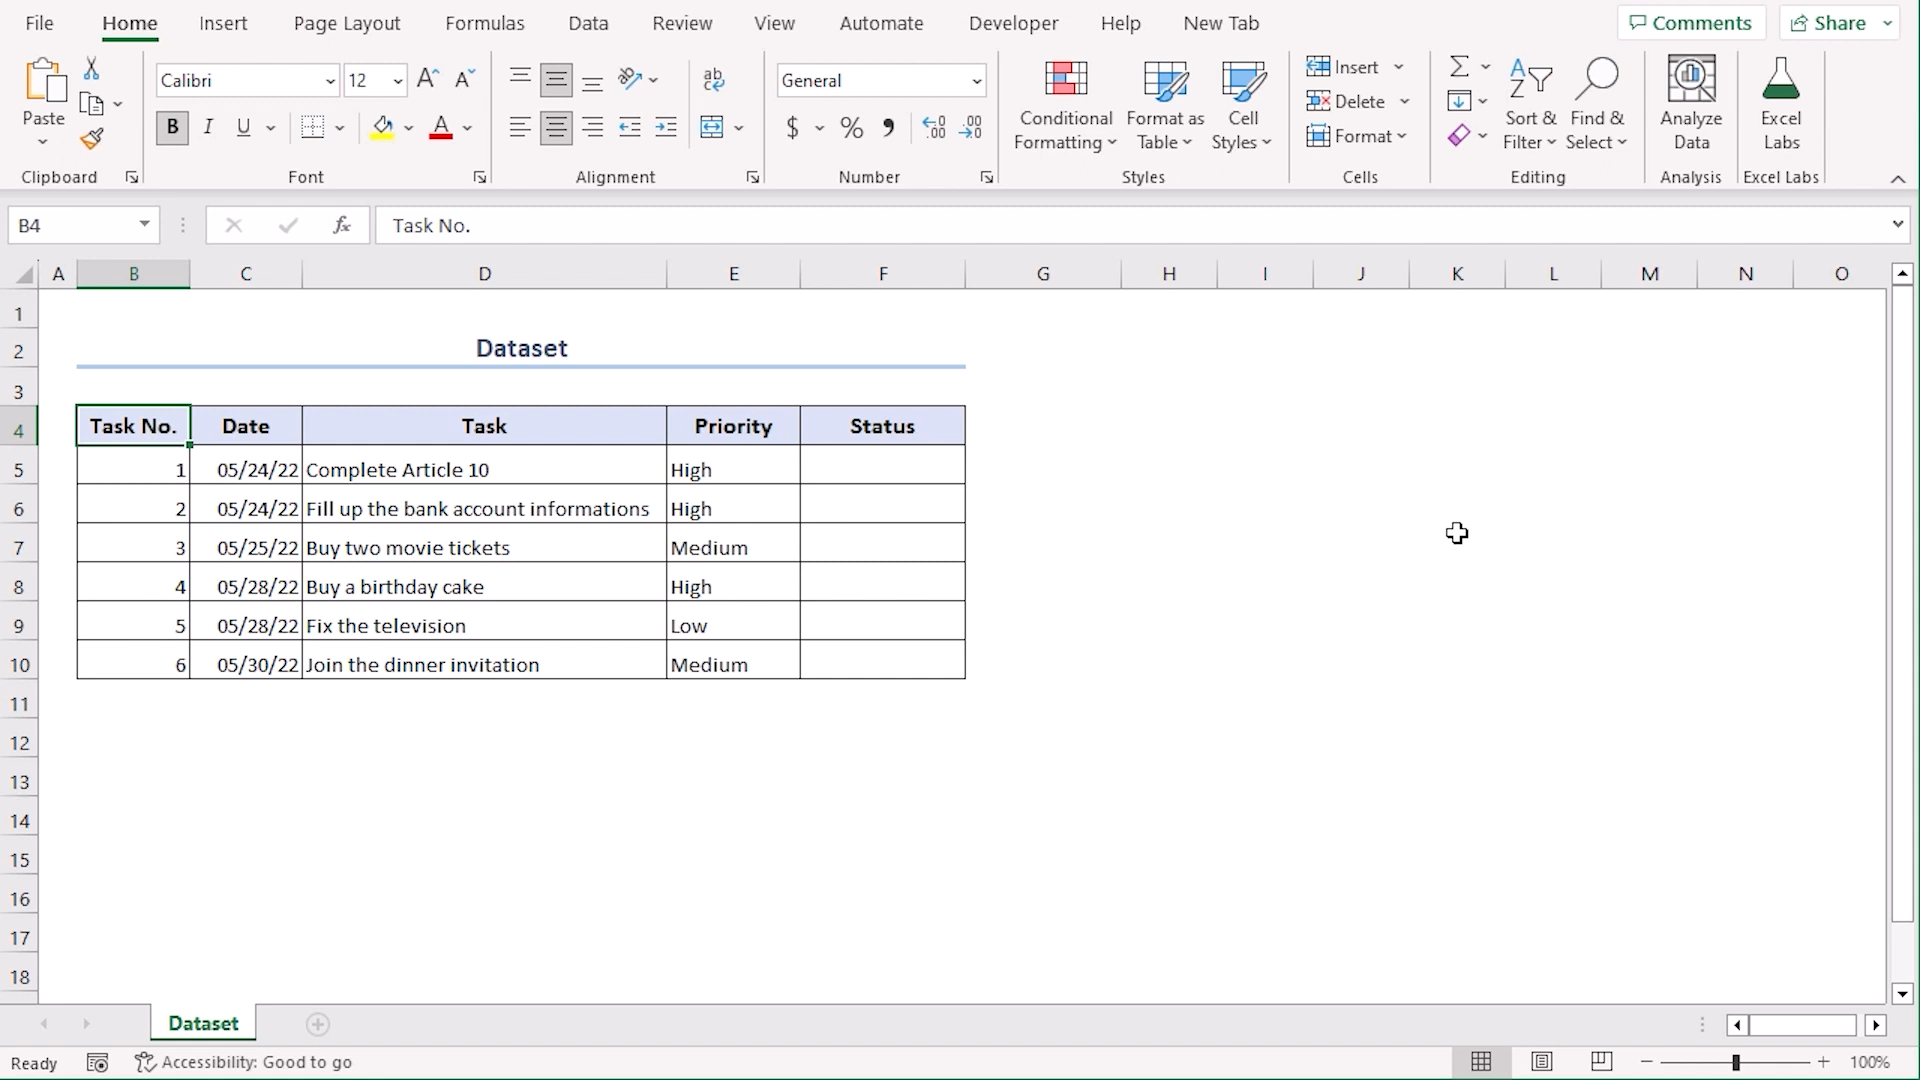 File Home Insert Page Layout Formulas Data Review View Automate Developer Help New Tab Comments Share
Calibri 12 General Insert
Paste B I U ab $ % Conditional Formatting Format as Table Cell Styles Delete Format Sort & Filter Find & Select Analyze Data Excel Labs
Clipboard Font Alignment Number Styles Cells Editing Analysis Excel Labs
B4 fx Task No.
A B C D E F G H I J K L M N O
1
2 Dataset
3
4 Task No. Date Task Priority Status
5 1 05/24/22 Complete Article 10 High
6 2 05/24/22 Fill up the bank account informations High
7 3 05/25/22 Buy two movie tickets Medium
8 4 05/28/22 Buy a birthday cake High
9 5 05/28/22 Fix the television Low
10 6 05/30/22 Join the dinner invitation Medium
11
12
13
14
15
16
17
18
Dataset
Ready Accessibility: Good to go 100%